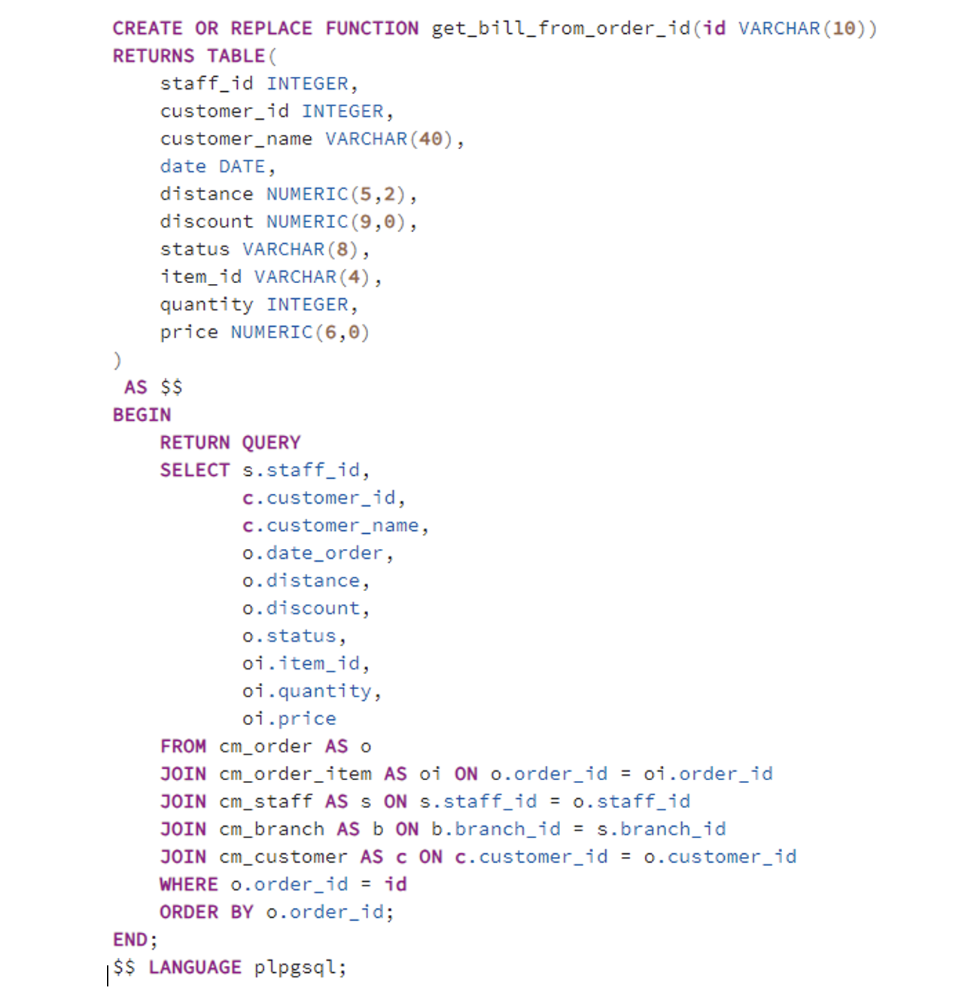 CREATE OR REPLACE FUNCTION get_bill_from_order_id(id VARCHAR(10))
RETURNS TABLE(
    staff_id INTEGER,
    customer_id INTEGER,
    customer_name VARCHAR(40),
    date DATE,
    distance NUMERIC(5,2),
    discount NUMERIC(9,0),
    status VARCHAR(8),
    item_id VARCHAR(4),
    quantity INTEGER,
    price NUMERIC(6,0)
)
 AS $$
BEGIN
    RETURN QUERY
    SELECT s.staff_id,
           c.customer_id,
           c.customer_name,
           o.date_order,
           o.distance,
           o.discount,
           o.status,
           oi.item_id,
           oi.quantity,
           oi.price
    FROM cm_order AS o
    JOIN cm_order_item AS oi ON o.order_id = oi.order_id
    JOIN cm_staff AS s ON s.staff_id = o.staff_id
    JOIN cm_branch AS b ON b.branch_id = s.branch_id
    JOIN cm_customer AS c ON c.customer_id = o.customer_id
    WHERE o.order_id = id
    ORDER BY o.order_id;
END;
$$ LANGUAGE plpgsql;